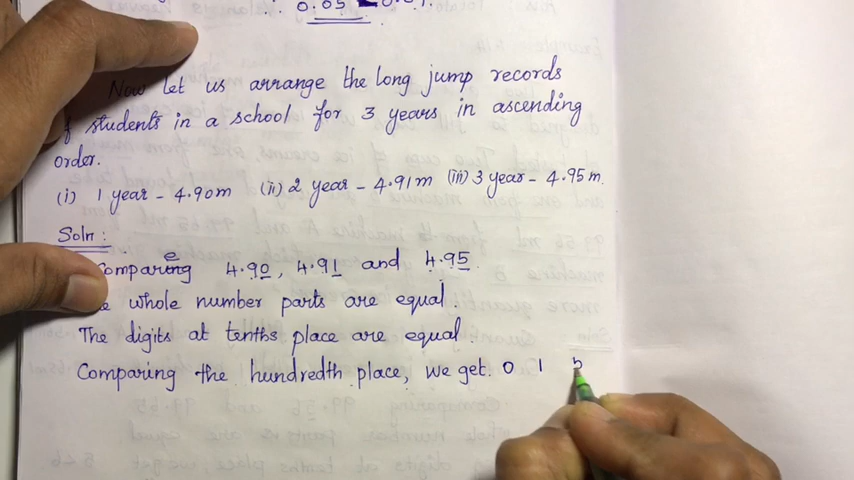 0.05
Now let us arrange the long jump records
students in a school for 3 years in ascending
order.
(i) 1 year - 4.90m (ii) 2 year - 4.91m (iii) 3 year - 4.95m.
Soln:
Comparing 4.90, 4.91 and 4.95.
whole number parts are equal.
The digits at tenths place are equal.
Comparing the hundredth place, we get. 0 1